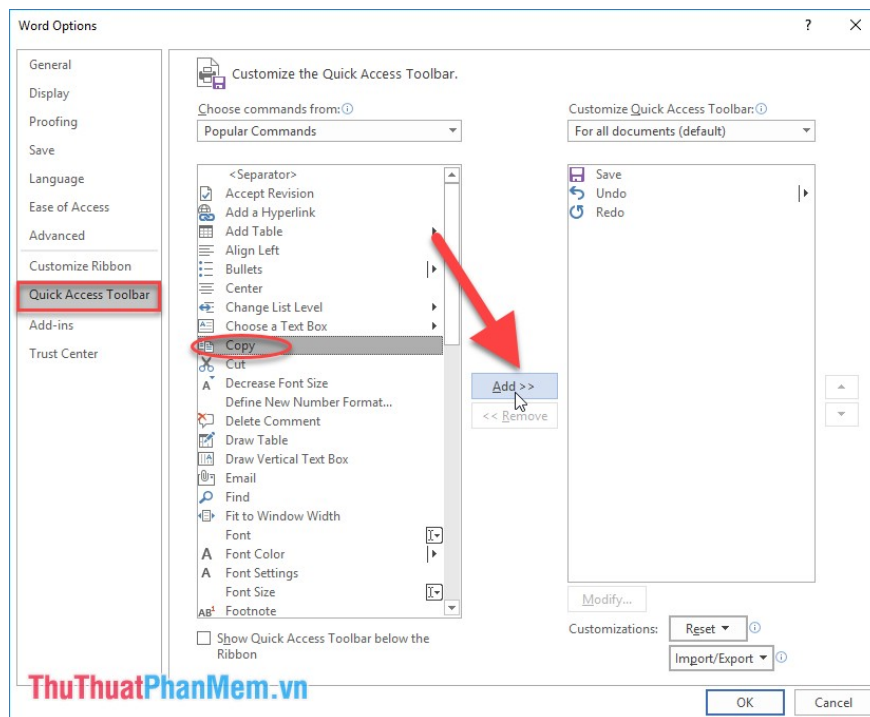 Word Options
?
General
Display
Proofing
Save
Language
Ease of Access
Advanced
Customize Ribbon
Quick Access Toolbar
Add-ins
Trust Center
Customize the Quick Access Toolbar.
Choose commands from:
Popular Commands
<Separator>
Accept Revision
Add a Hyperlink
Add Table
Align Left
Bullets
Center
Change List Level
Choose a Text Box
Copy
Cut
Decrease Font Size
Define New Number Format...
Delete Comment
Draw Table
Draw Vertical Text Box
Email
Find
Fit to Window Width
Font
Font Color
Font Settings
Font Size
Footnote
Show Quick Access Toolbar below the
Ribbon
Add >>
<< Remove
Customize Quick Access Toolbar:
For all documents (default)
Save
Undo
Redo
Modify...
Customizations: Reset
Import/Export
OK Cancel
ThuThuatPhanMem.vn